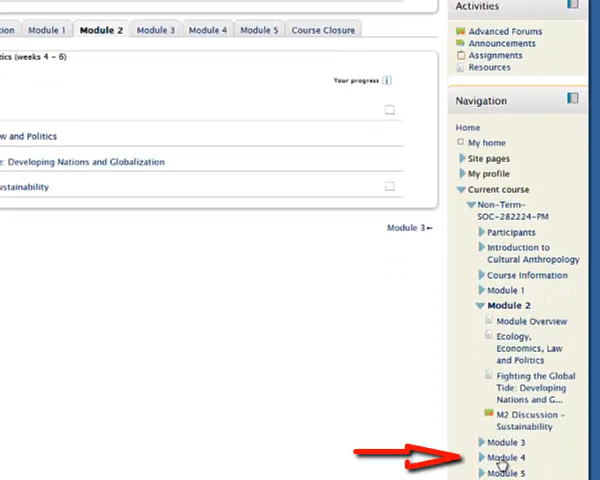 tion Module 1 Module 2 Module 3 Module 4 Module 5 Course Closure
tics (weeks 4 - 6)
Your progress
w and Politics
e: Developing Nations and Globalization
ustainability
Module 3
Activities
Advanced Forums
Announcements
Assignments
Resources
Navigation
Home
My home
Site pages
My profile
Current course
Non-Term-
SOC-282224-PM
Participants
Introduction to
Cultural Anthropology
Course Information
Module 1
Module 2
Module Overview
Ecology,
Economics, Law
and Politics
Fighting the Global
Tide: Developing
Nations and G...
M2 Discussion -
Sustainability
Module 3
Module 4
Module 5